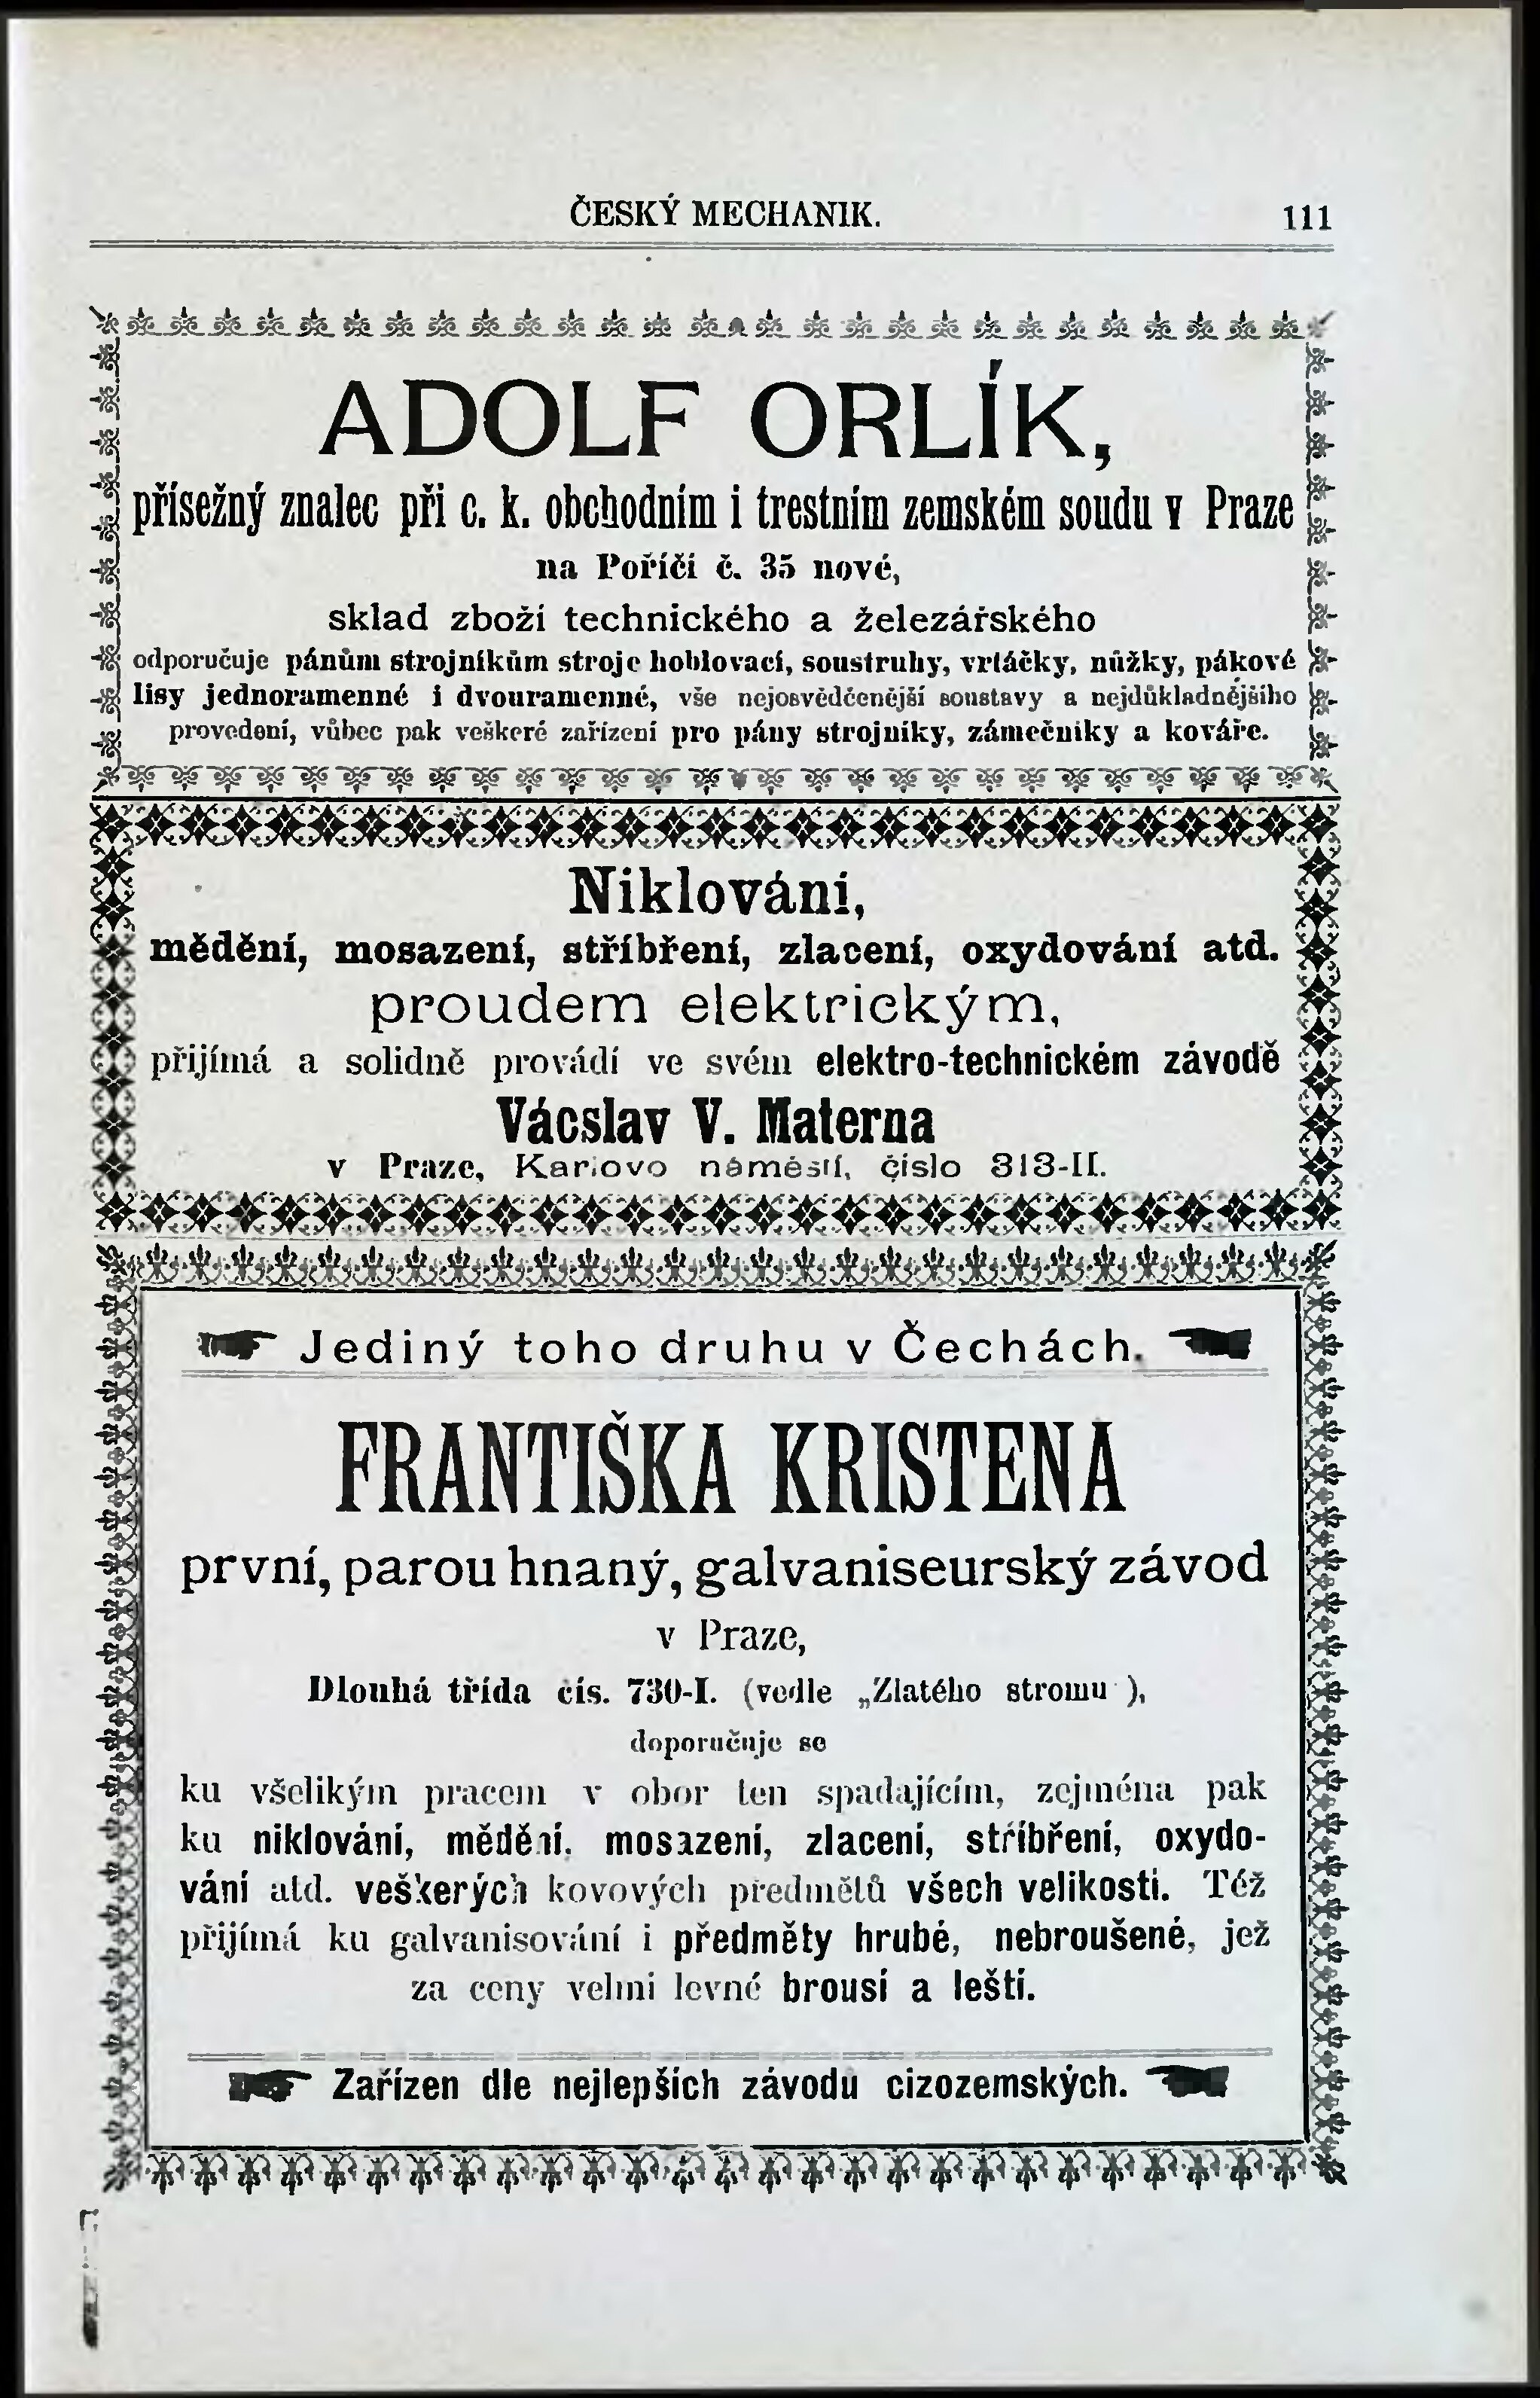 ČESKÝ MECHANIK. 111
ADOLF ORLÍK,
přísežný znalec při c. k. obchodním i trestním zemském soudu v Praze
na Poříčí č. 35 nové,
sklad zboží technického a železářského
odporučuje pánům strojníkům stroje hoblovací, soustruhy, vrtáčky, nůžky, pákové
lisy jednoramenné i dvouramenné, vše nejosvědčenější soustavy a nejdůkladnějšího
provedení, vůbec pak veškeré zařízení pro pány strojníky, zámečníky a kováře.
Niklování,
mědění, mosazení, stříbření, zlacení, oxydování atd.
proudem elektrickým,
přijímá a solidně provádí ve svém elektro-technickém závodě
Vácslav V. Materna
v Praze, Karlovo náměstí, číslo 313-II.
Jediný toho druhu v Čechách.
FRANTIŠKA KRISTENA
první, parou hnaný, galvaniseurský závod
v Praze,
Dlouhá třída čís. 730-I. (vedle „Zlatého stromu ),
doporučuje se
ku všelikým pracem v obor ten spadajícím, zejména pak
ku niklování, mědění, mosazení, zlacení, stříbření, oxydo-
vání atd. veškerých kovových předmětů všech velikosti. Též
přijímá ku galvanisování i předměty hrubé, nebroušené, jež
za ceny velmi levné brousí a leští.
Zařízen dle nejlepších závodů cizozemských.